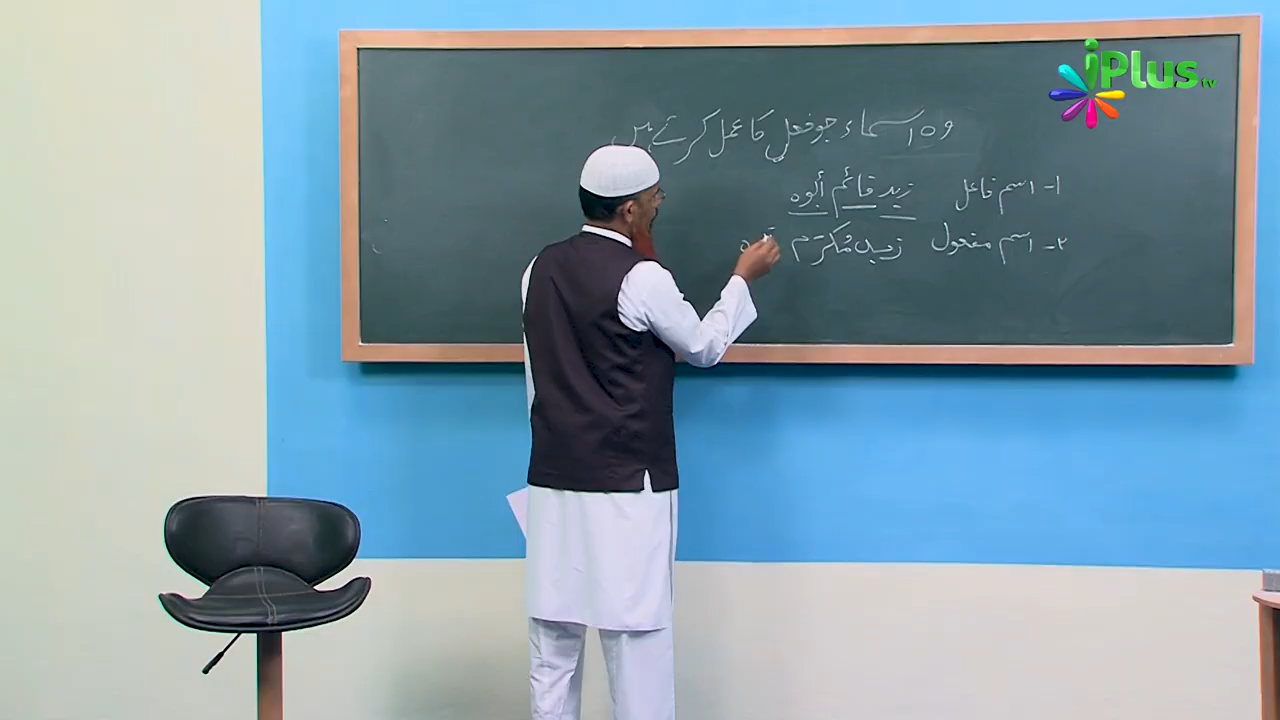 iPlus tv
وہ اسماء جو فعل کا عمل کرتے ہیں
۱- اسم فاعل زید قائم أبوہ
۲- اسم مفعول زید مُکرَم